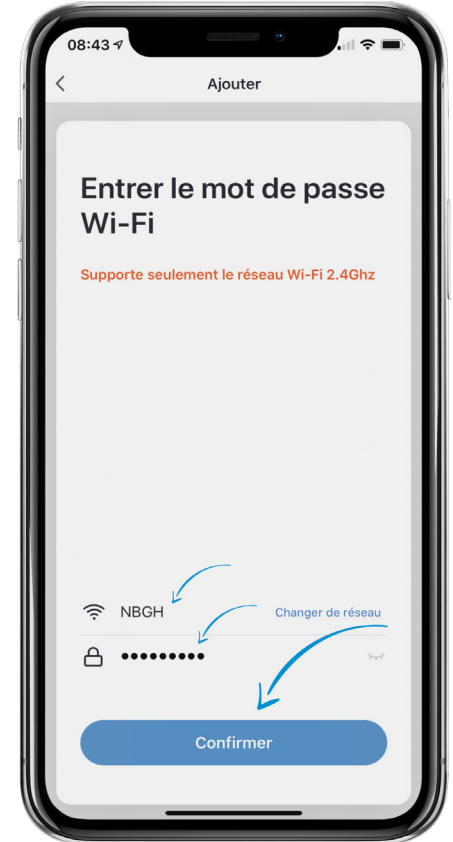 08:43
Ajouter
Entrer le mot de passe
Wi-Fi
Supporte seulement le réseau Wi-Fi 2.4Ghz
NBGH
Changer de réseau
•••••••••
Confirmer